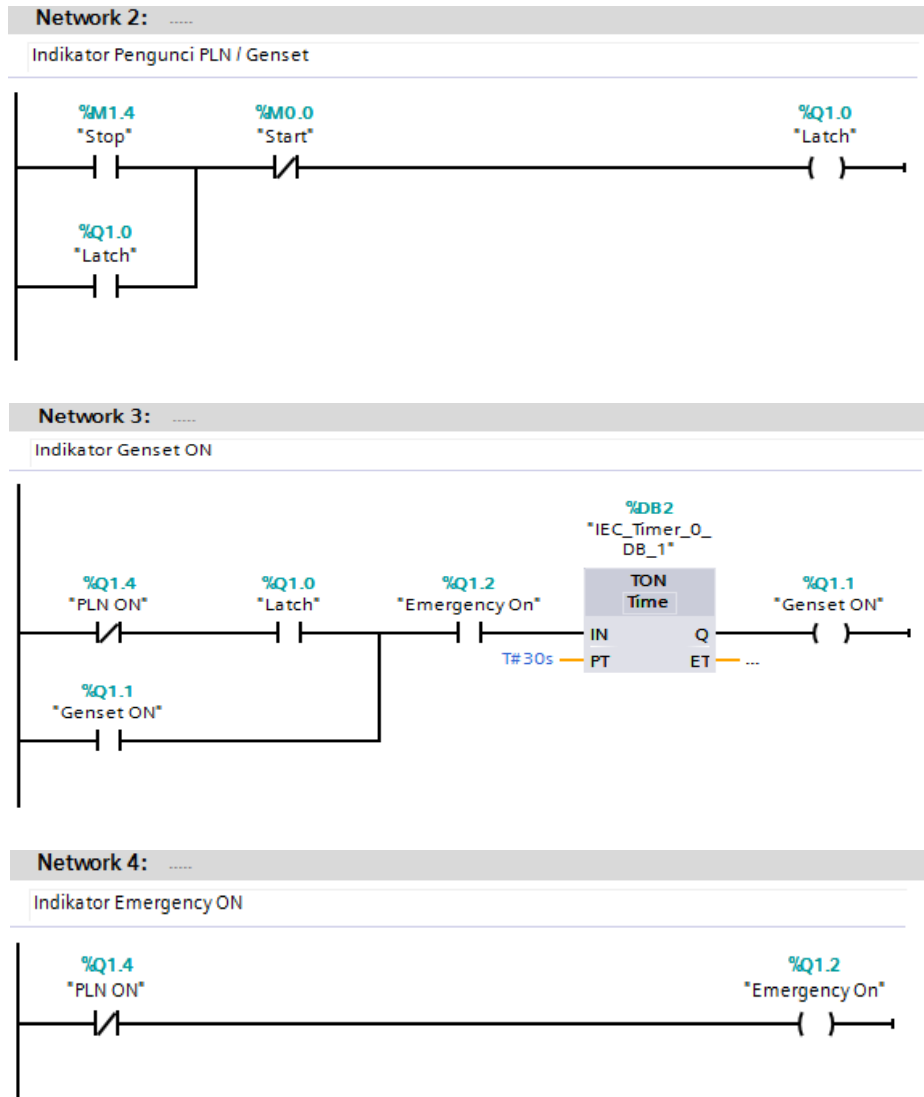 Network 2: .....
Indikator Pengunci PLN / Genset
%M1.4 %M0.0 %Q1.0
"Stop" "Start" "Latch"
%Q1.0
"Latch"
Network 3: .....
Indikator Genset ON
%DB2
"IEC_Timer_0_
DB_1"
%Q1.4 %Q1.0 %Q1.2 TON %Q1.1
"PLN ON" "Latch" "Emergency On" Time "Genset ON"
IN Q
T#30s PT ET ...
%Q1.1
"Genset ON"
Network 4: .....
Indikator Emergency ON
%Q1.4 %Q1.2
"PLN ON" "Emergency On"